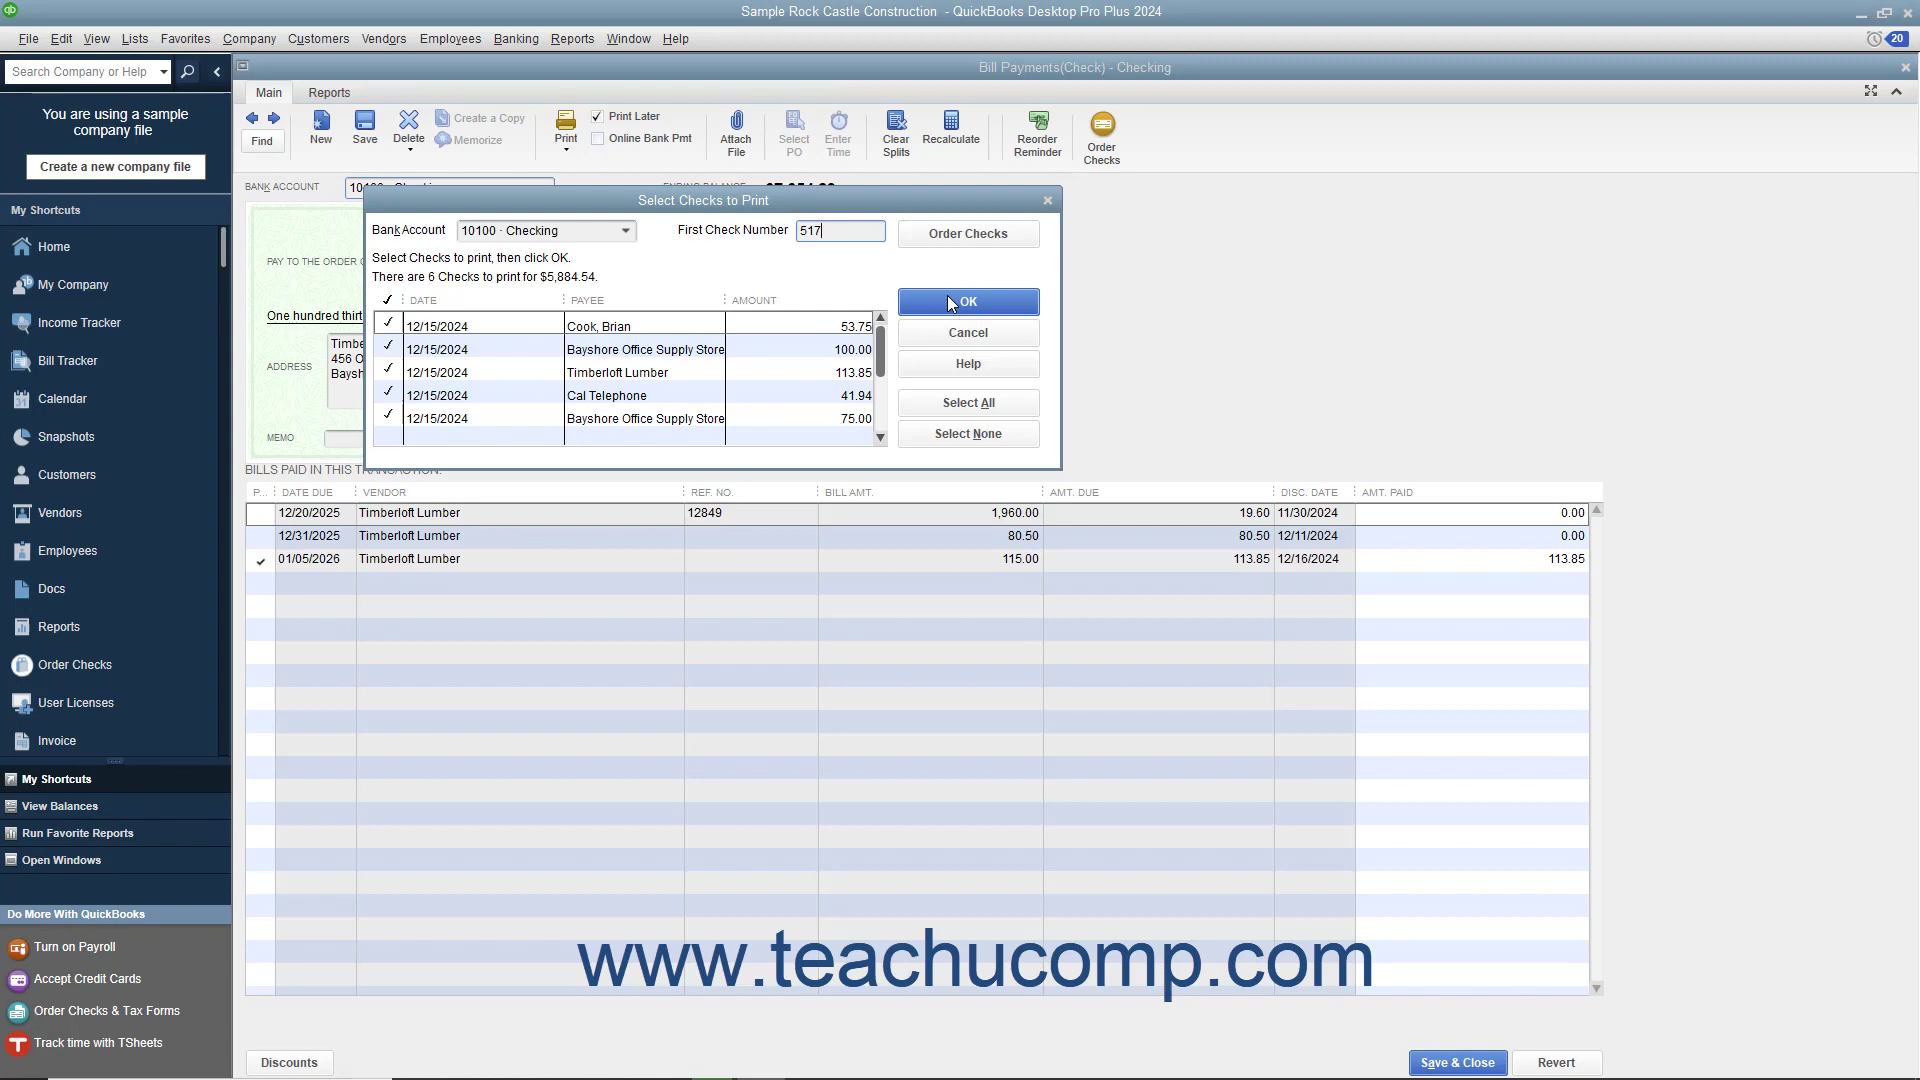 Sample Rock Castle Construction - QuickBooks Desktop Pro Plus 2024
File Edit View Lists Favorites Company Customers Vendors Employees Banking Reports Window Help
20
Search Company or Help
Bill Payments(Check) - Checking
You are using a sample
company file
Create a new company file
My Shortcuts
Home
My Company
Income Tracker
Bill Tracker
Calendar
Snapshots
Customers
Vendors
Employees
Docs
Reports
Order Checks
User Licenses
Invoice
My Shortcuts
View Balances
Run Favorite Reports
Open Windows
Do More With QuickBooks
Turn on Payroll
Accept Credit Cards
Order Checks & Tax Forms
Track time with TSheets
Main Reports
Find
New
Save
Delete
Create a Copy
Memorize
Print
Print Later
Online Bank Pmt
Attach
File
Select
PO
Enter
Time
Clear
Splits
Recalculate
Reorder
Reminder
Order
Checks
BANK ACCOUNT
PAY TO THE ORDER
One hundred thirt
ADDRESS
Timbe
456 O
Baysh
MEMO
Select Checks to Print
Bank Account 10100 · Checking First Check Number 517 Order Checks
Select Checks to print, then click OK.
There are 6 Checks to print for $5,884.54.
DATE PAYEE AMOUNT
12/15/2024 Cook, Brian 53.75
12/15/2024 Bayshore Office Supply Store 100.00
12/15/2024 Timberloft Lumber 113.85
12/15/2024 Cal Telephone 41.94
12/15/2024 Bayshore Office Supply Store 75.00
OK
Cancel
Help
Select All
Select None
BILLS PAID IN THIS TRANSACTION:
P... DATE DUE VENDOR REF. NO. BILL AMT. AMT. DUE DISC. DATE AMT. PAID
12/20/2025 Timberloft Lumber 12849 1,960.00 19.60 11/30/2024 0.00
12/31/2025 Timberloft Lumber 80.50 80.50 12/11/2024 0.00
01/05/2026 Timberloft Lumber 115.00 113.85 12/16/2024 113.85
www.teachucomp.com
Discounts
Save & Close
Revert